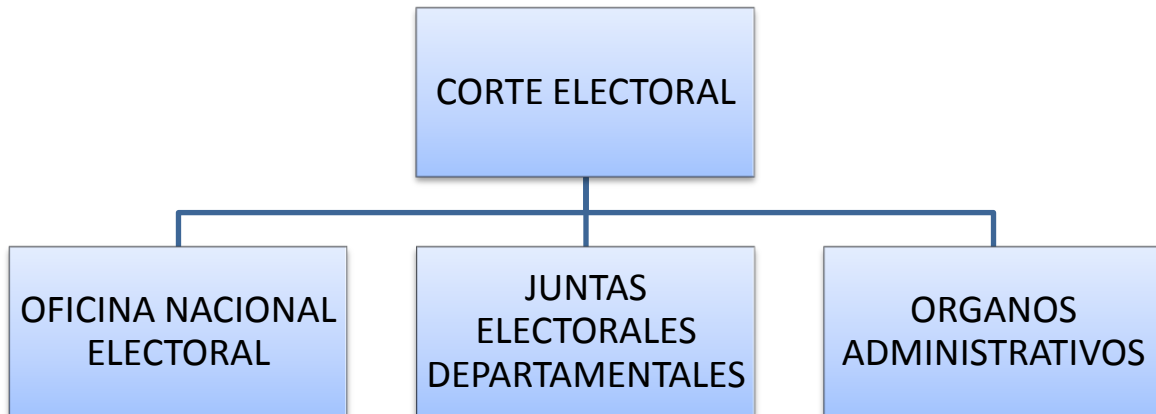 CORTE ELECTORAL
OFICINA NACIONAL
ELECTORAL
JUNTAS
ELECTORALES
DEPARTAMENTALES
ORGANOS
ADMINISTRATIVOS